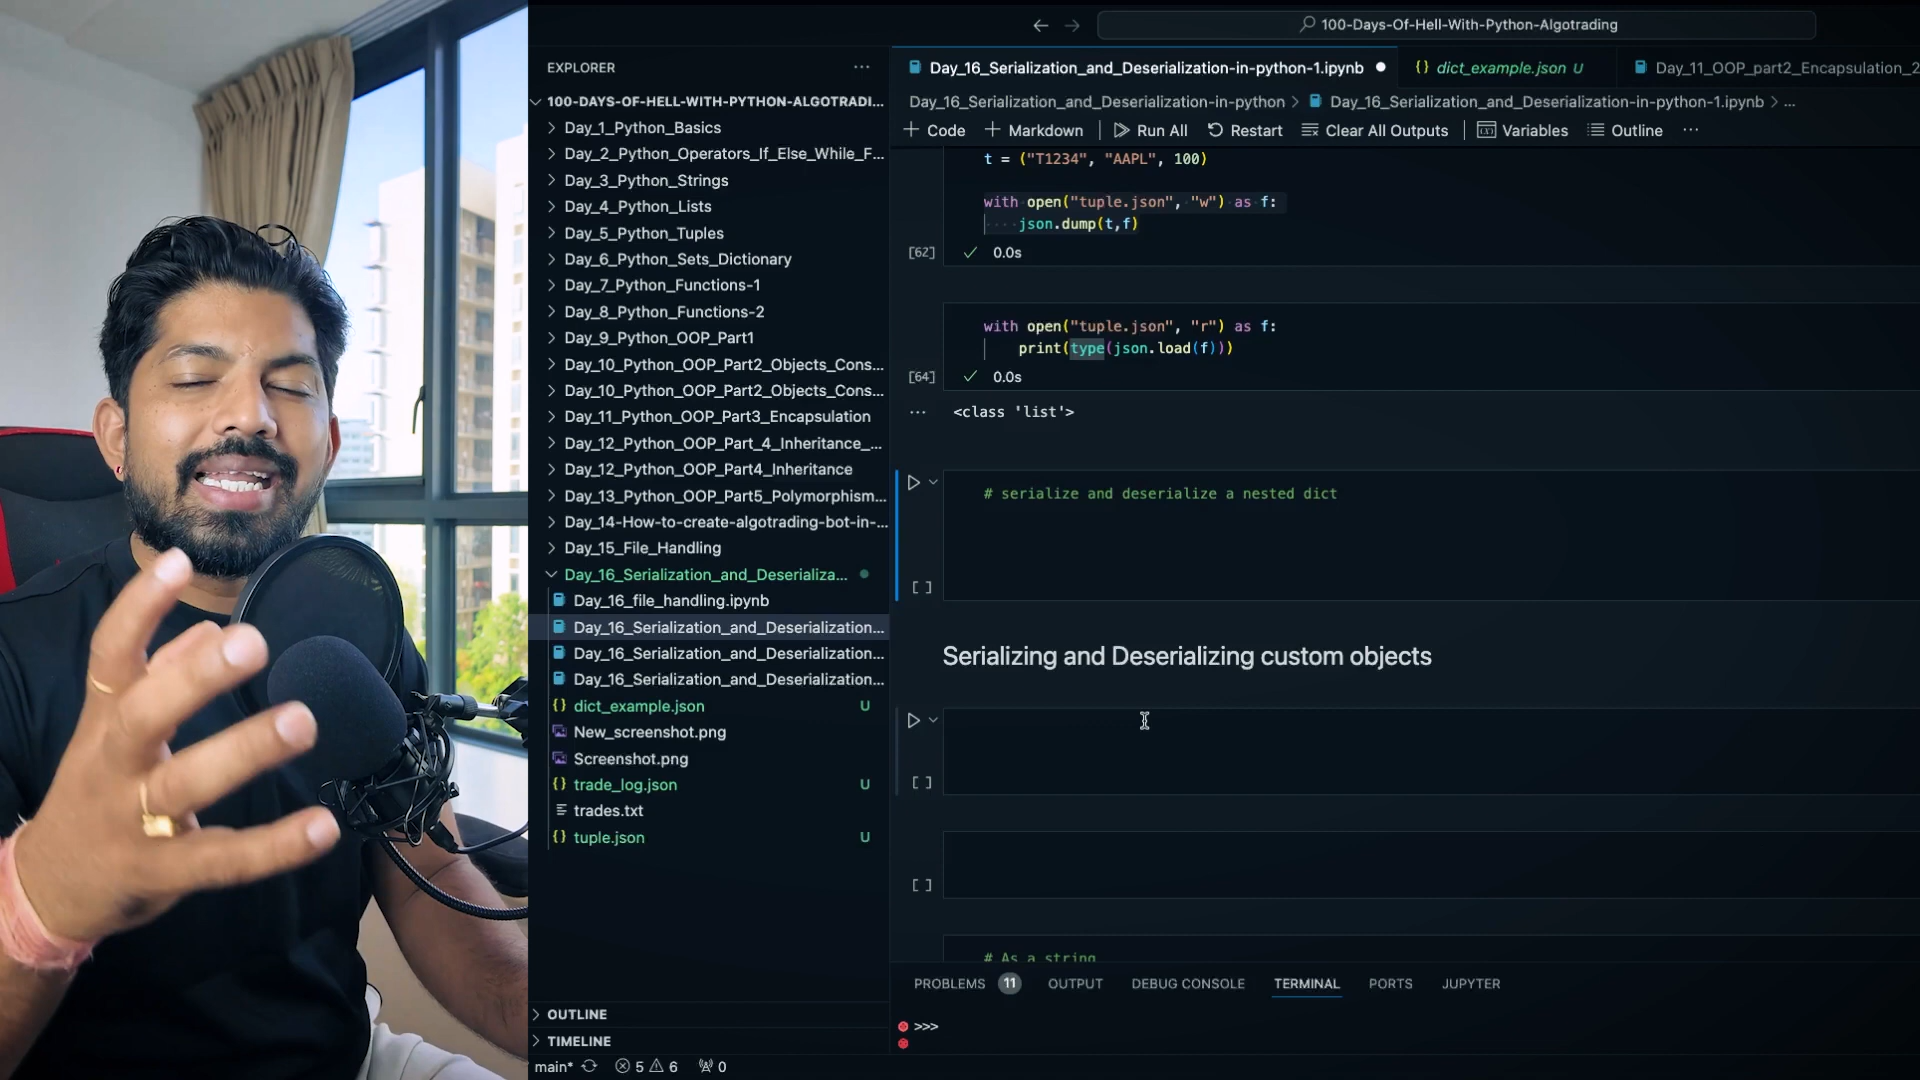 100-Days-Of-Hell-With-Python-Algotrading
EXPLORER
100-DAYS-OF-HELL-WITH-PYTHON-ALGOTRADI...
Day_1_Python_Basics
Day_2_Python_Operators_If_Else_While_F...
Day_3_Python_Strings
Day_4_Python_Lists
Day_5_Python_Tuples
Day_6_Python_Sets_Dictionary
Day_7_Python_Functions-1
Day_8_Python_Functions-2
Day_9_Python_OOP_Part1
Day_10_Python_OOP_Part2_Objects_Cons...
Day_10_Python_OOP_Part2_Objects_Cons...
Day_11_Python_OOP_Part3_Encapsulation
Day_12_Python_OOP_Part_4_Inheritance_...
Day_12_Python_OOP_Part4_Inheritance
Day_13_Python_OOP_Part5_Polymorphism...
Day_14-How-to-create-algotrading-bot-in-...
Day_15_File_Handling
Day_16_Serialization_and_Deserializa...
Day_16_file_handling.ipynb
Day_16_Serialization_and_Deserialization...
Day_16_Serialization_and_Deserialization...
Day_16_Serialization_and_Deserialization...
dict_example.json U
New_screenshot.png
Screenshot.png
trade_log.json U
trades.txt
tuple.json U
OUTLINE
TIMELINE
main* 5 6 0
Day_16_Serialization_and_Deserialization-in-python-1.ipynb
dict_example.json U
Day_11_OOP_part2_Encapsulation_2
Day_16_Serialization_and_Deserialization-in-python > Day_16_Serialization_and_Deserialization-in-python-1.ipynb > ...
+ Code + Markdown Run All Restart Clear All Outputs Variables Outline ...
t = ("T1234", "AAPL", 100)
with open("tuple.json", "w") as f:
json.dump(t,f)
[62] 0.0s
with open("tuple.json", "r") as f:
print(type(json.load(f)))
[64] 0.0s
... <class 'list'>
# serialize and deserialize a nested dict
[ ]
Serializing and Deserializing custom objects
[ ]
[ ]
# As a string
PROBLEMS 11 OUTPUT DEBUG CONSOLE TERMINAL PORTS JUPYTER
>>>